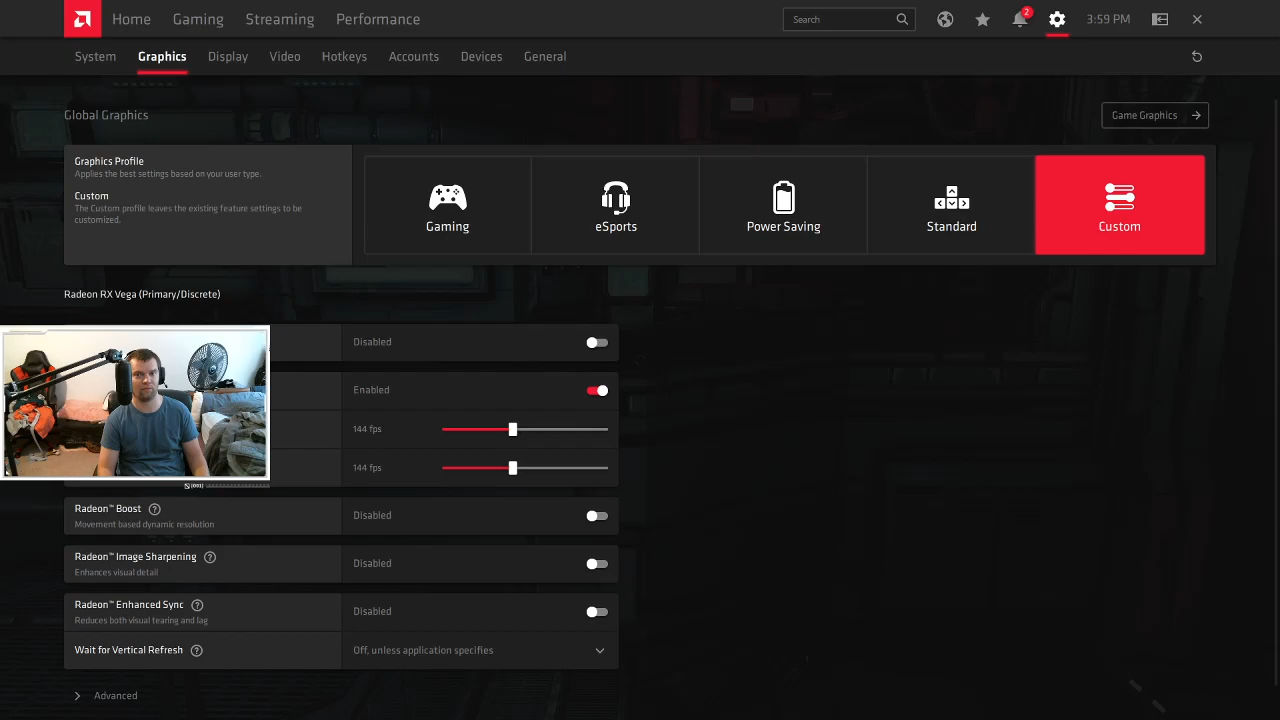 Home
Gaming
Streaming
Performance
Search
2
3:59 PM
System
Graphics
Display
Video
Hotkeys
Accounts
Devices
General
Global Graphics
Game Graphics
Graphics Profile
Applies the best settings based on your user type.
Custom
The Custom profile leaves the existing feature settings to be
customized.
Gaming
eSports
Power Saving
Standard
Custom
Radeon RX Vega (Primary/Discrete)
Disabled
Enabled
144 fps
144 fps
Radeon™ Boost
Movement based dynamic resolution
Disabled
Radeon™ Image Sharpening
Enhances visual detail
Disabled
Radeon™ Enhanced Sync
Reduces both visual tearing and lag
Disabled
Wait for Vertical Refresh
Off, unless application specifies
Advanced